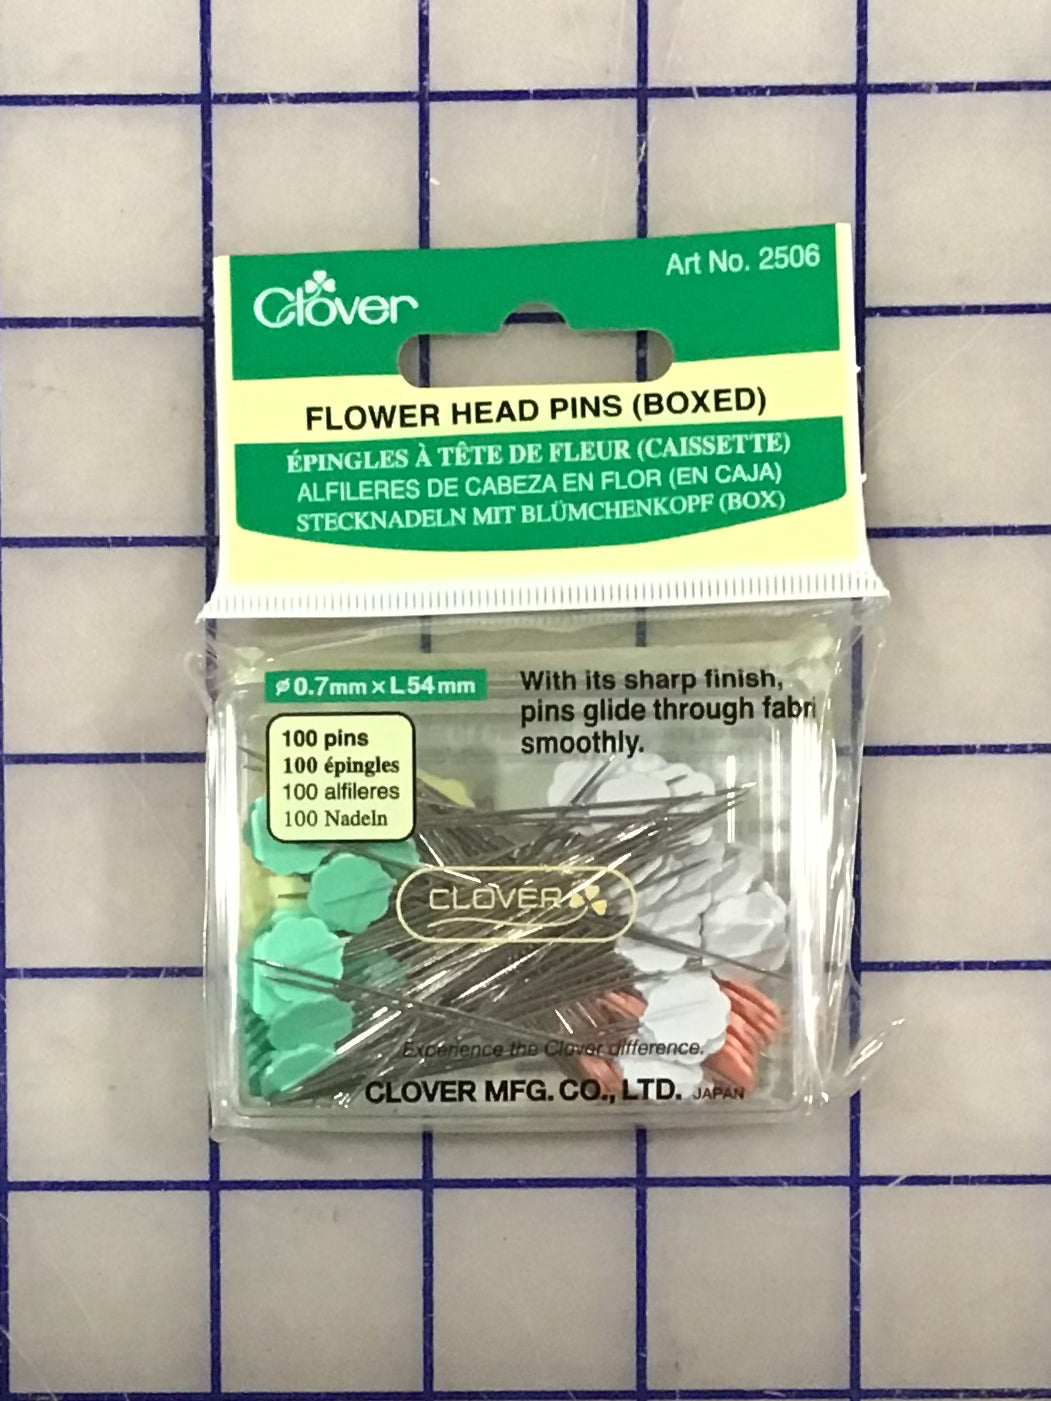 Clover
Art No. 2506
FLOWER HEAD PINS (BOXED)
ÉPINGLES À TÊTE DE FLEUR (CAISSETTE)
ALFILERES DE CABEZA EN FLOR (EN CAJA)
STECKNADELN MIT BLÜMCHENKOPF (BOX)
ø0.7mm×L54mm
With its sharp finish,
pins glide through fabri
smoothly.
100 pins
100 épingles
100 alfileres
100 Nadeln
CLOVER
Experience the Clover difference.
CLOVER MFG. CO., LTD. JAPAN